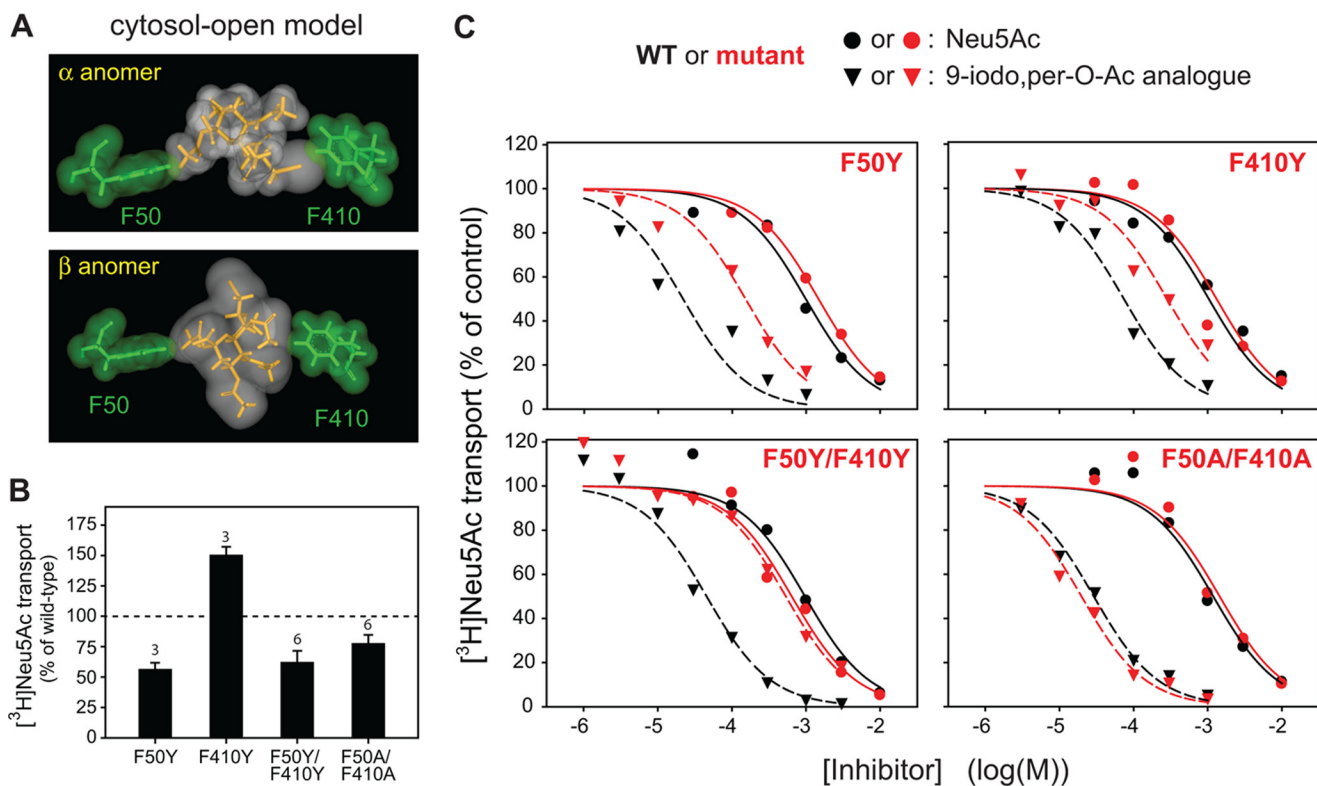 A
cytosol-open model
α anomer
F50
F410
β anomer
F50
F410
B
[³H]Neu5Ac transport
(% of wild-type)
175
150
125
100
75
50
25
0
3
3
6
6
F50Y
F410Y
F50Y/
F410Y
F50A/
F410A
C
WT or mutant
or : Neu5Ac
or : 9-iodo,per-O-Ac analogue
[³H]Neu5Ac transport (% of control)
120
100
80
60
40
20
0
F50Y
F410Y
120
100
80
60
40
20
0
F50Y/F410Y
F50A/F410A
-6 -5 -4 -3 -2
-6 -5 -4 -3 -2
[Inhibitor] (log(M))